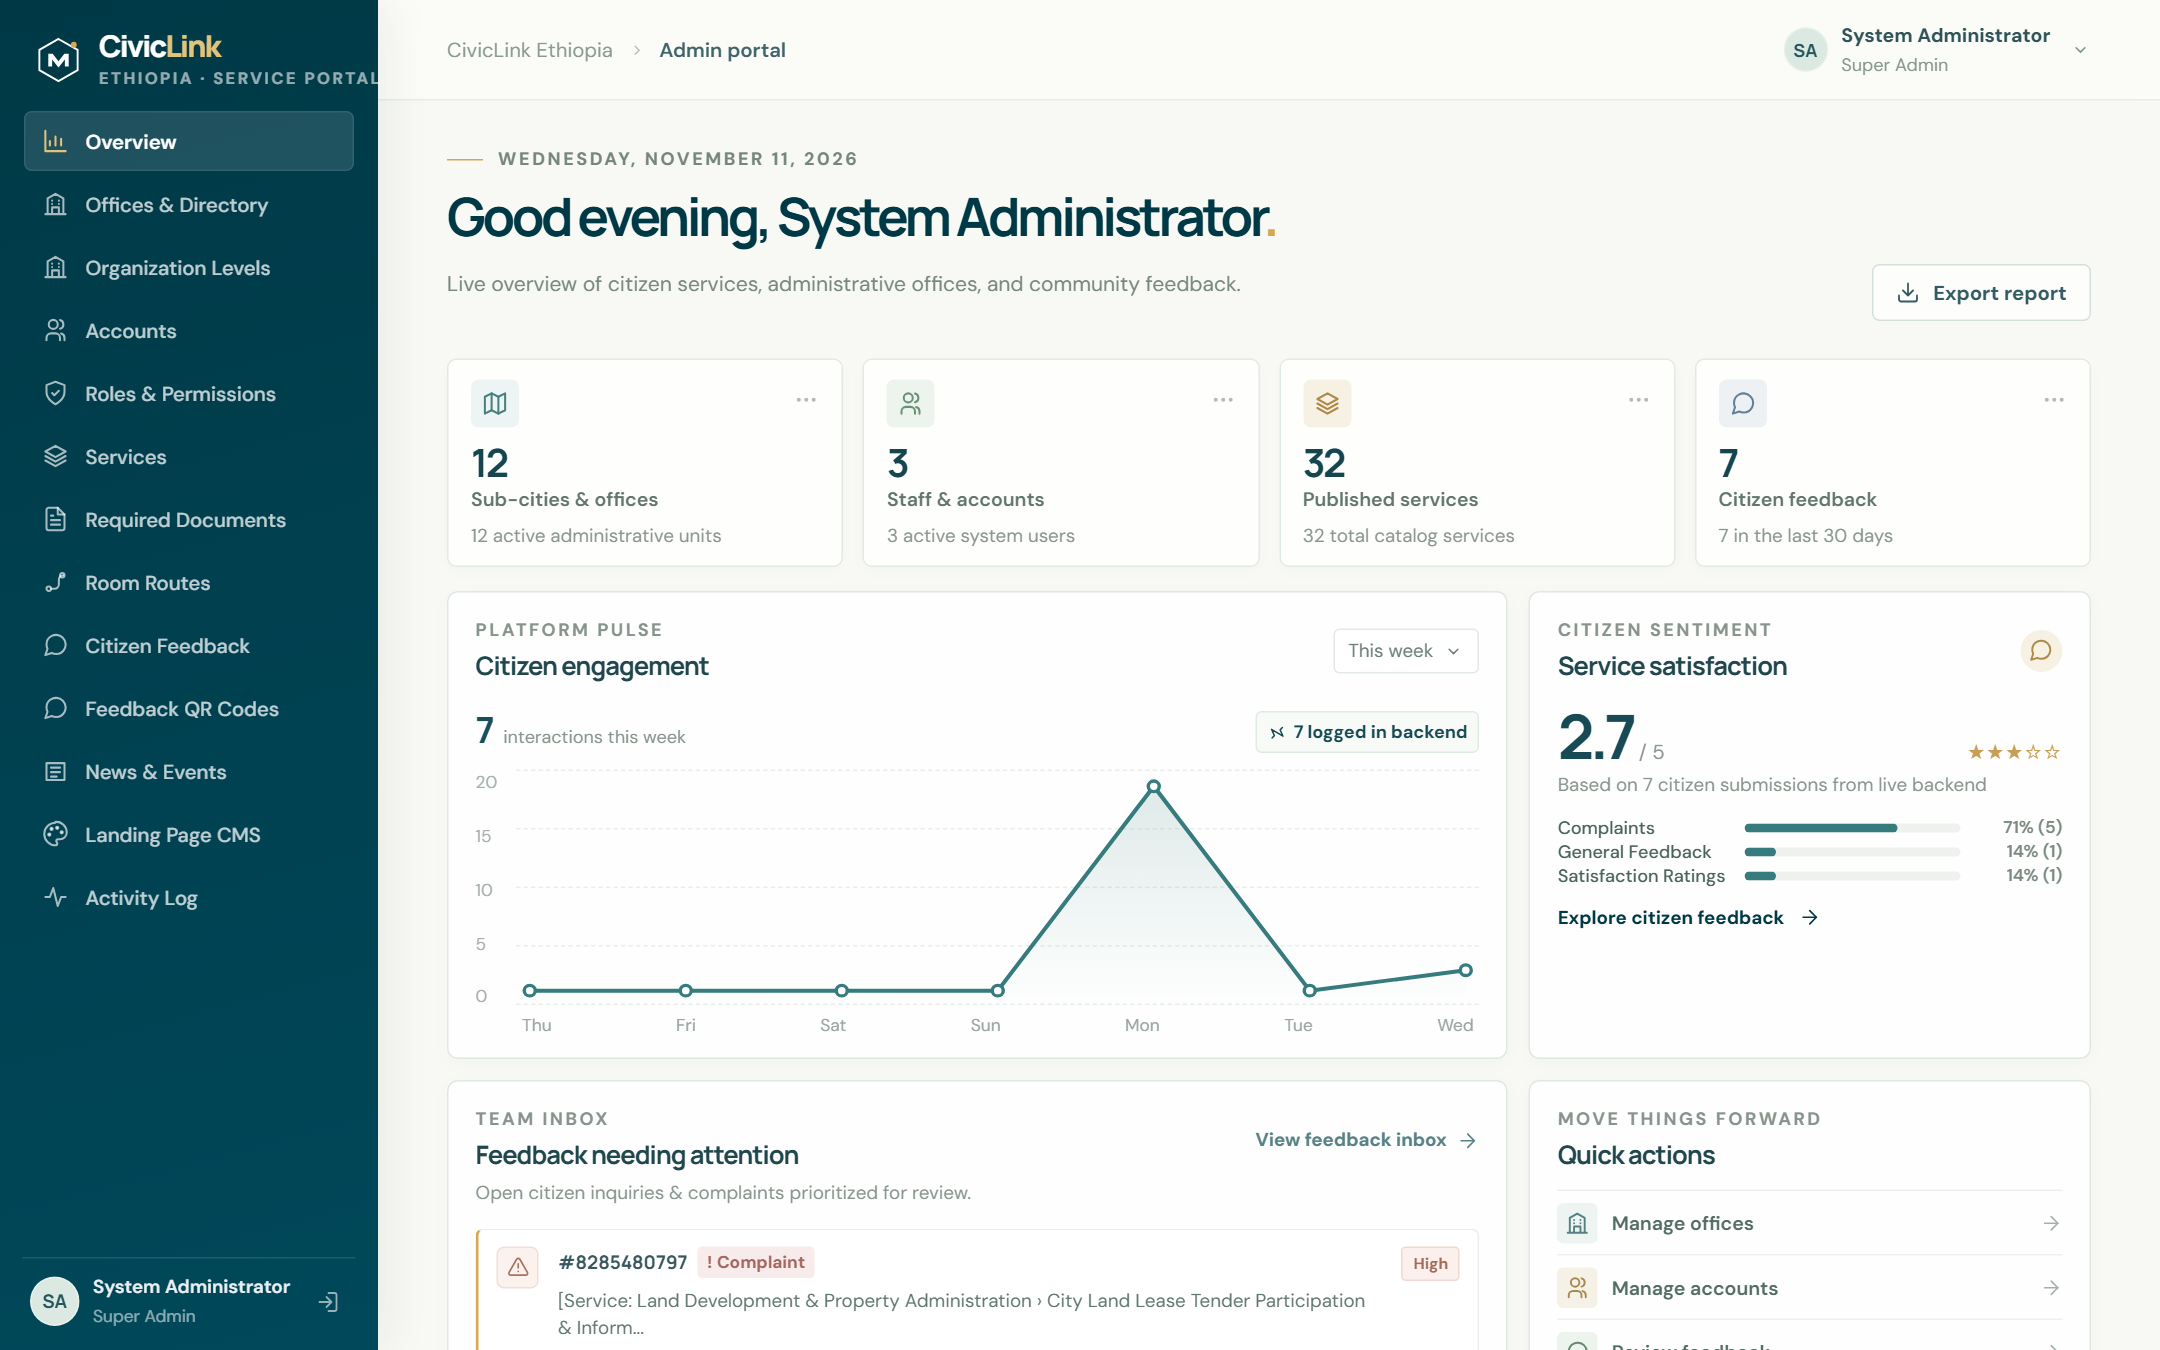 CivicLink
ETHIOPIA · SERVICE PORTAL
Overview
Offices & Directory
Organization Levels
Accounts
Roles & Permissions
Services
Required Documents
Room Routes
Citizen Feedback
Feedback QR Codes
News & Events
Landing Page CMS
Activity Log
SA
System Administrator
Super Admin
CivicLink Ethiopia > Admin portal
SA
System Administrator
Super Admin
WEDNESDAY, NOVEMBER 11, 2026
Good evening, System Administrator.
Live overview of citizen services, administrative offices, and community feedback.
Export report
12
Sub-cities & offices
12 active administrative units
3
Staff & accounts
3 active system users
32
Published services
32 total catalog services
7
Citizen feedback
7 in the last 30 days
PLATFORM PULSE
Citizen engagement
This week
7 interactions this week
7 logged in backend
20
15
10
5
0
Thu Fri Sat Sun Mon Tue Wed
CITIZEN SENTIMENT
Service satisfaction
2.7 / 5
★★★☆☆
Based on 7 citizen submissions from live backend
Complaints 71% (5)
General Feedback 14% (1)
Satisfaction Ratings 14% (1)
Explore citizen feedback →
TEAM INBOX
Feedback needing attention
Open citizen inquiries & complaints prioritized for review.
View feedback inbox →
#8285480797 ! Complaint High
[Service: Land Development & Property Administration › City Land Lease Tender Participation
& Inform...
MOVE THINGS FORWARD
Quick actions
Manage offices →
Manage accounts →
Review feedback